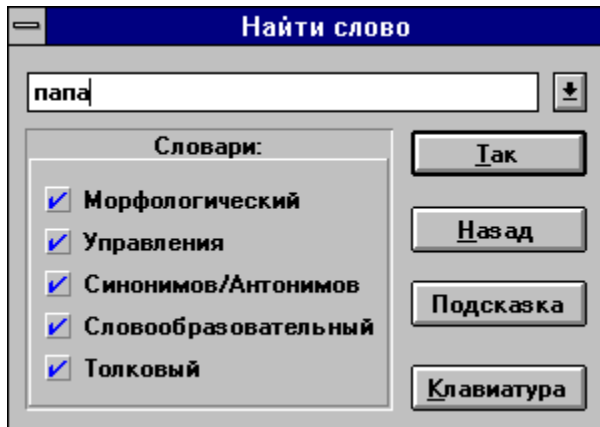 Найти слово
папа
Словари:
Морфологический
Управления
Синонимов/Антонимов
Словообразовательный
Толковый
Так
Назад
Подсказка
Клавиатура